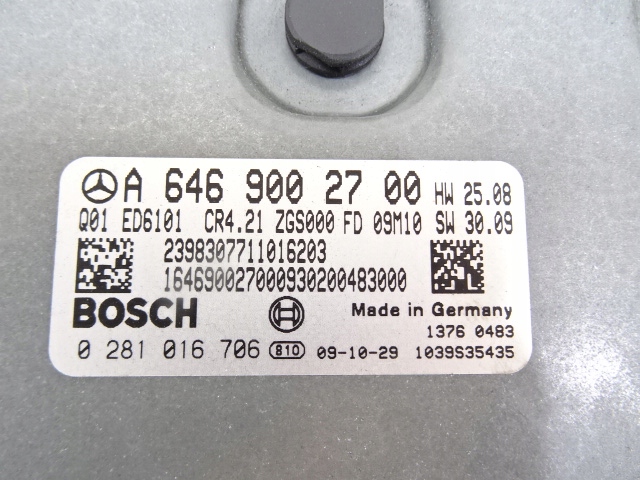 A 646 900 27 00 HW 25.08
Q01 ED6101 CR4.21 ZGS000 FD 09M10 SW 30.09
2398307711016203
164690027000930200483000
BOSCH Made in Germany
1376 0483
0 281 016 706 810 09-10-29 1039S35435